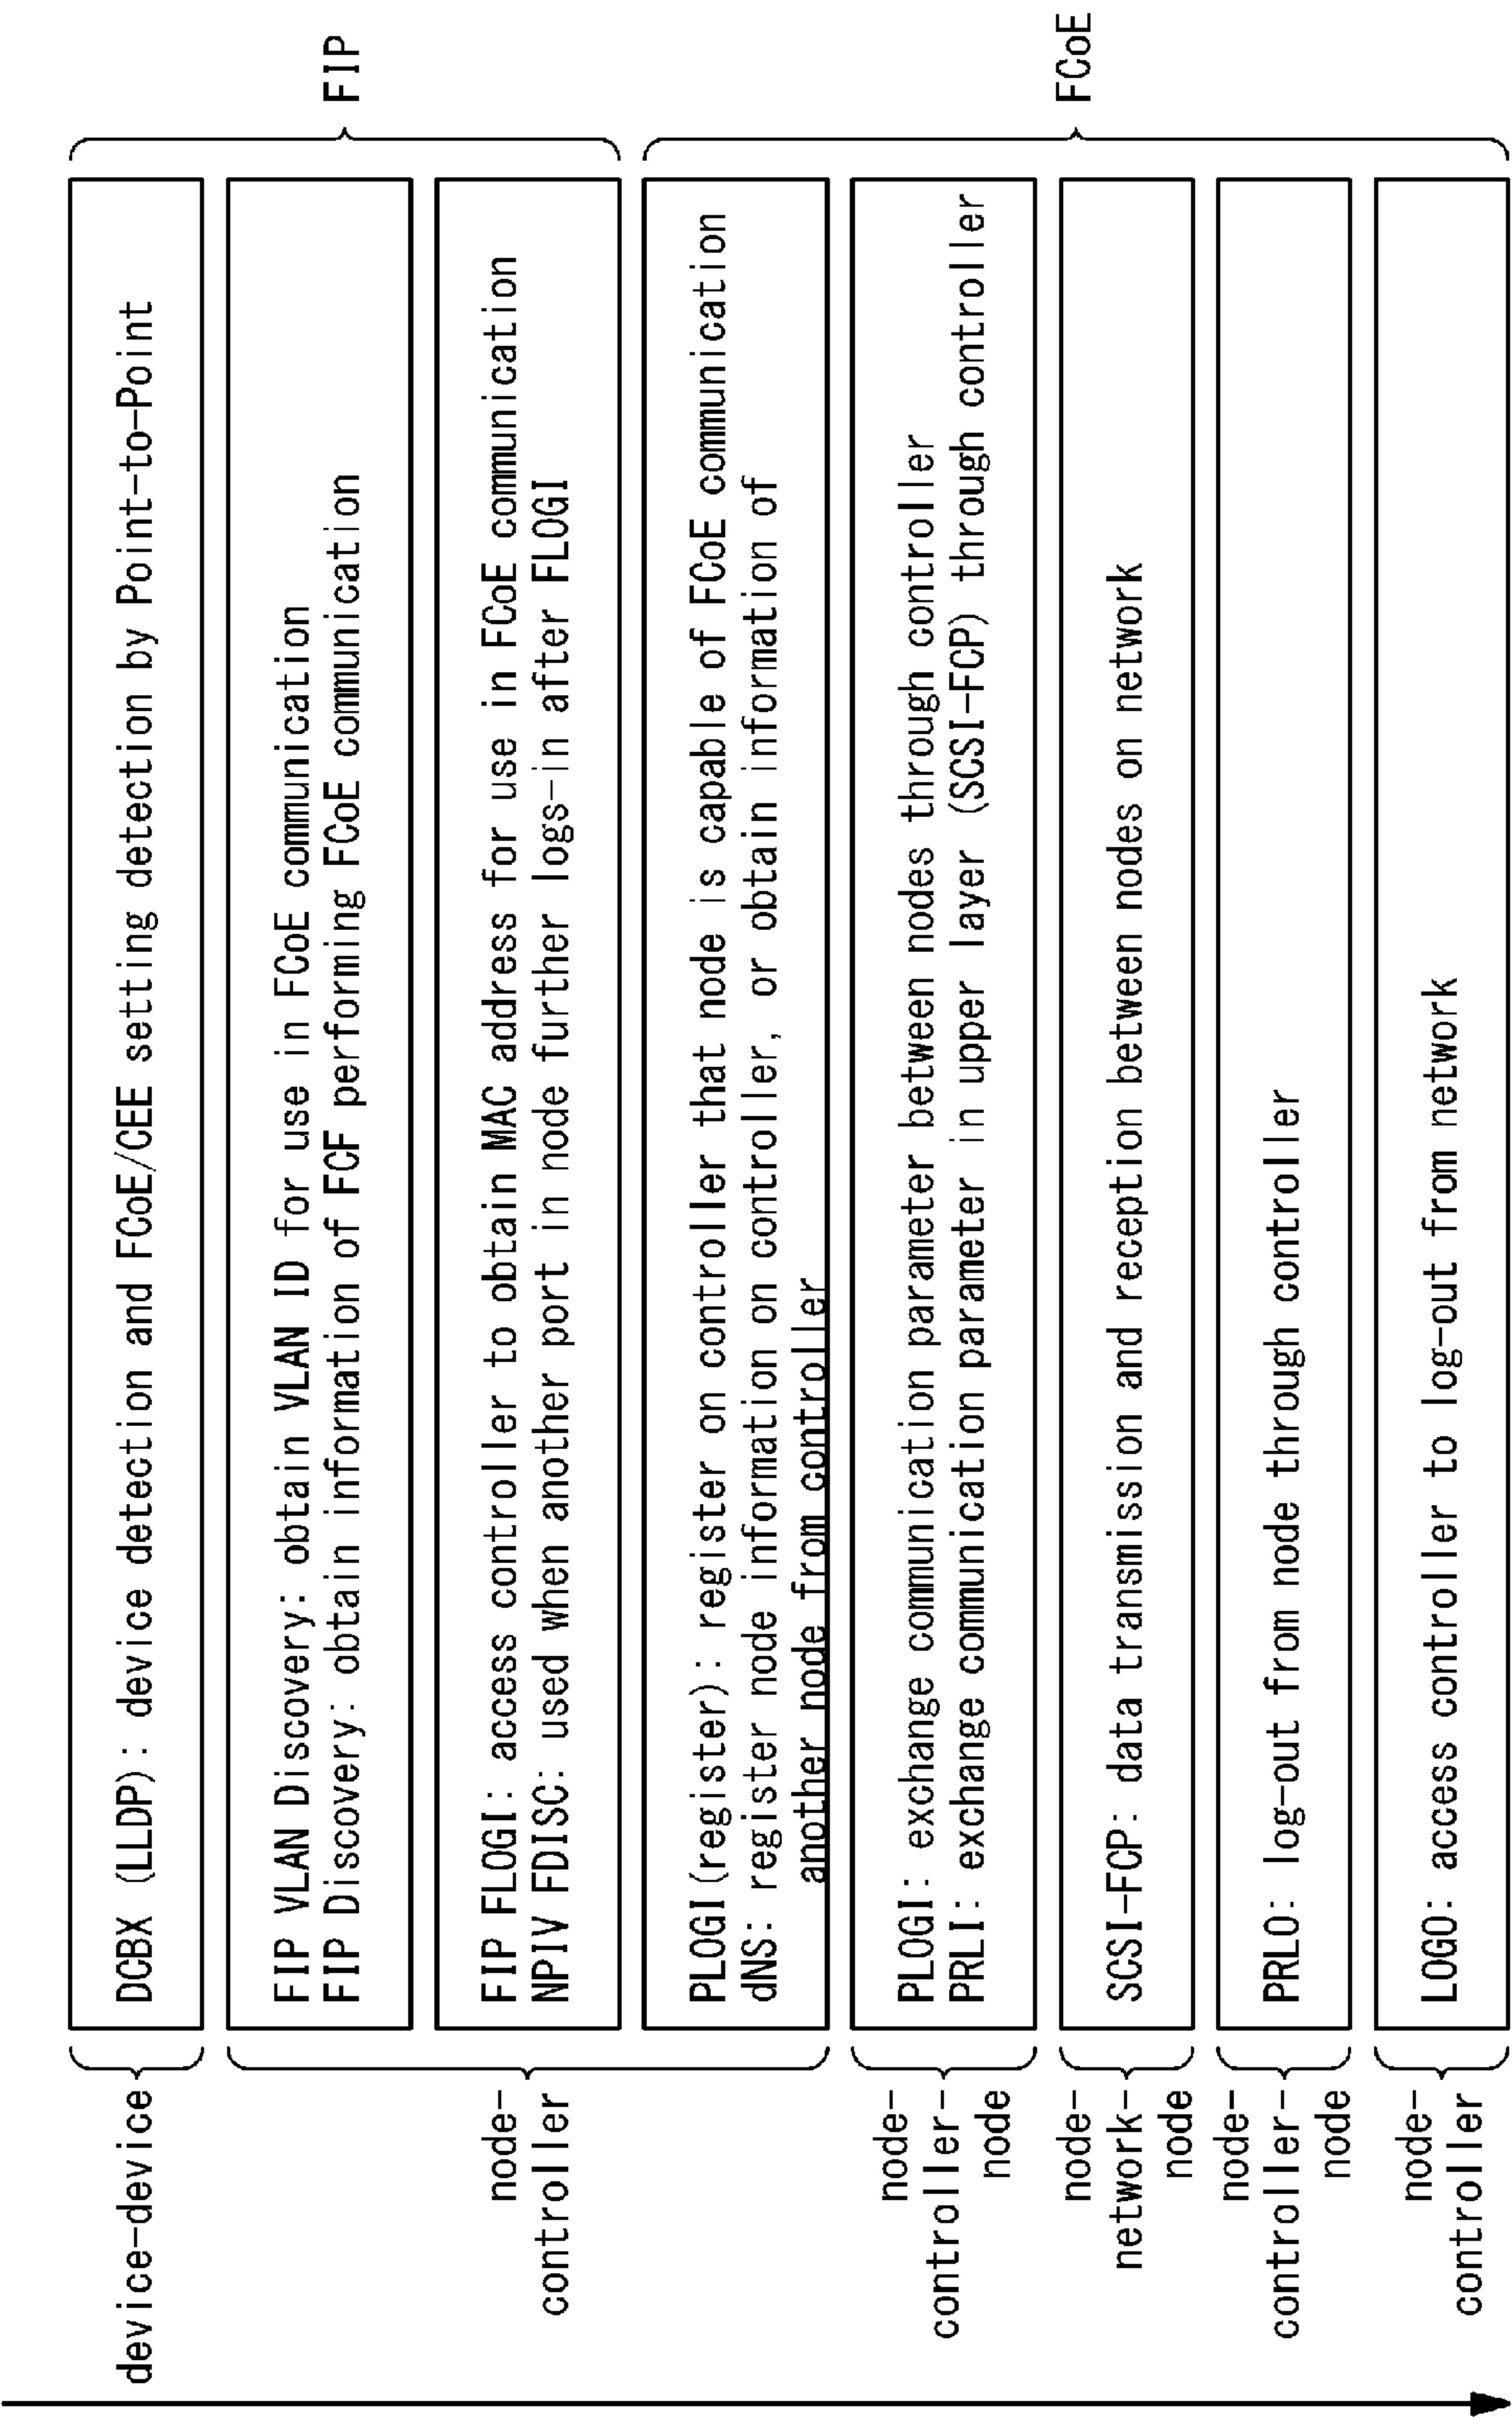 device-device
DCBX (LLDP): device detection and FCoE/CEE setting detection by Point-to-Point
FIP
node-
controller
FIP VLAN Discovery: obtain VLAN ID for use in FCoE communication
FIP Discovery: obtain information of FCF performing FCoE communication
FIP FLOGI: access controller to obtain MAC address for use in FCoE communication
NPIV FDISC: used when another port in node further logs-in after FLOGI
PLOGI(register): register on controller that node is capable of FCoE communication
dNS: register node information on controller, or obtain information of
another node from controller
FCoE
node-
controller-
node
PLOGI: exchange communication parameter between nodes through controller
PRLI: exchange communication parameter in upper layer (SCSI-FCP) through controller
node-
network-
node
SCSI-FCP: data transmission and reception between nodes on network
node-
controller-
node
PRLO: log-out from node through controller
node-
controller
LOGO: access controller to log-out from network